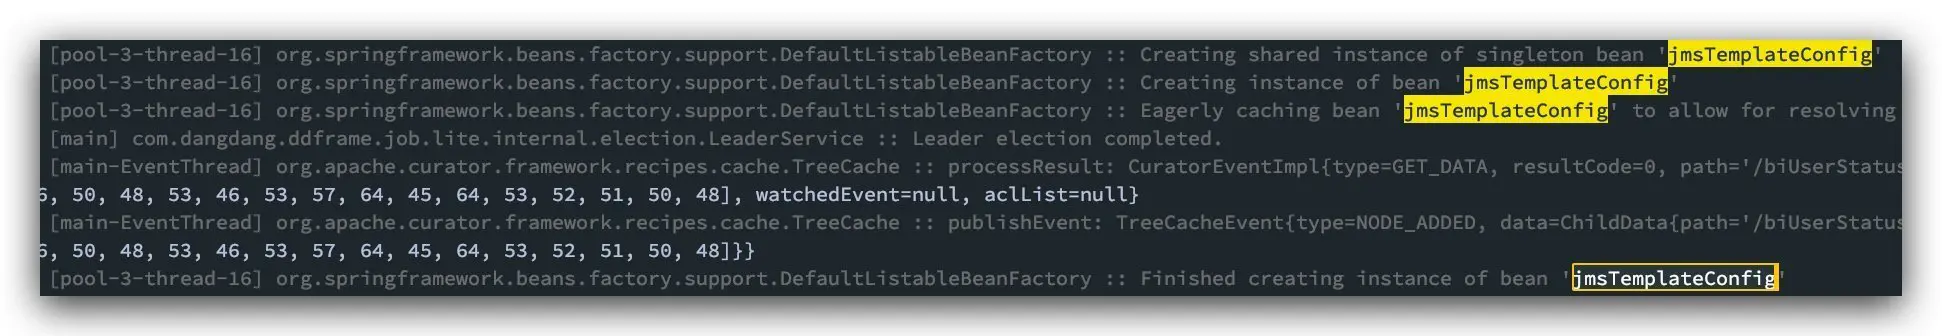 [pool-3-thread-16] org.springframework.beans.factory.support.DefaultListableBeanFactory :: Creating shared instance of singleton bean 'jmsTemplateConfig'
[pool-3-thread-16] org.springframework.beans.factory.support.DefaultListableBeanFactory :: Creating instance of bean 'jmsTemplateConfig'
[pool-3-thread-16] org.springframework.beans.factory.support.DefaultListableBeanFactory :: Eagerly caching bean 'jmsTemplateConfig' to allow for resolving
[main] com.dangdang.ddframe.job.lite.internal.election.LeaderService :: Leader election completed.
[main-EventThread] org.apache.curator.framework.recipes.cache.TreeCache :: processResult: CuratorEventImpl{type=GET_DATA, resultCode=0, path='/biUserStatus
6, 50, 48, 53, 46, 53, 57, 64, 45, 64, 53, 52, 51, 50, 48], watchedEvent=null, aclList=null}
[main-EventThread] org.apache.curator.framework.recipes.cache.TreeCache :: publishEvent: TreeCacheEvent{type=NODE_ADDED, data=ChildData{path='/biUserStatus
6, 50, 48, 53, 46, 53, 57, 64, 45, 64, 53, 52, 51, 50, 48]}}
[pool-3-thread-16] org.springframework.beans.factory.support.DefaultListableBeanFactory :: Finished creating instance of bean 'jmsTemplateConfig'